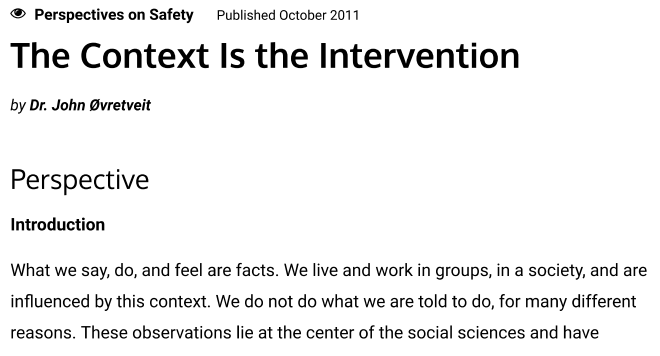 Perspectives on Safety Published October 2011
The Context Is the Intervention
by Dr. John Øvretveit
Perspective
Introduction
What we say, do, and feel are facts. We live and work in groups, in a society, and are
influenced by this context. We do not do what we are told to do, for many different
reasons. These observations lie at the center of the social sciences and have